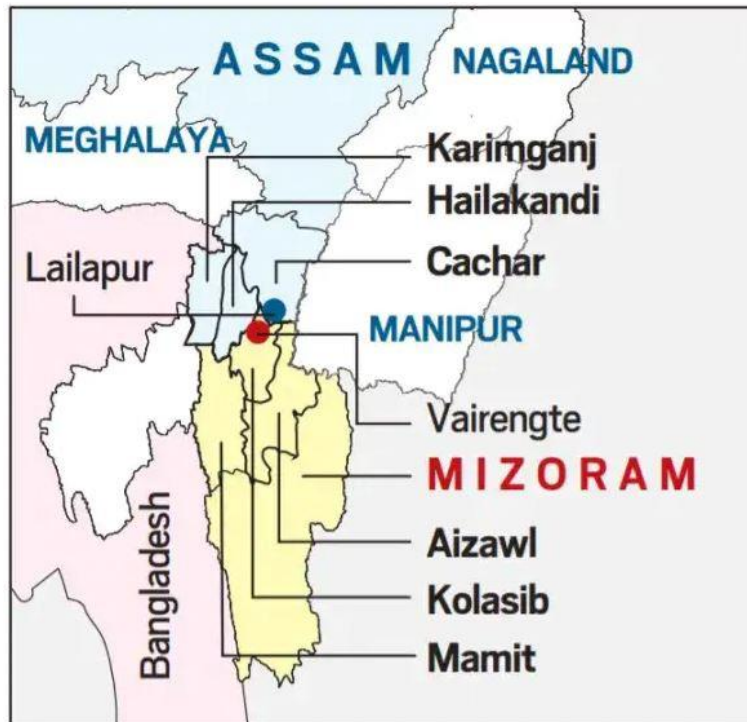 ASSAM
NAGALAND
MEGHALAYA
Karimganj
Hailakandi
Lailapur
Cachar
MANIPUR
Vairengte
MIZORAM
Aizawl
Kolasib
Mamit
Bangladesh